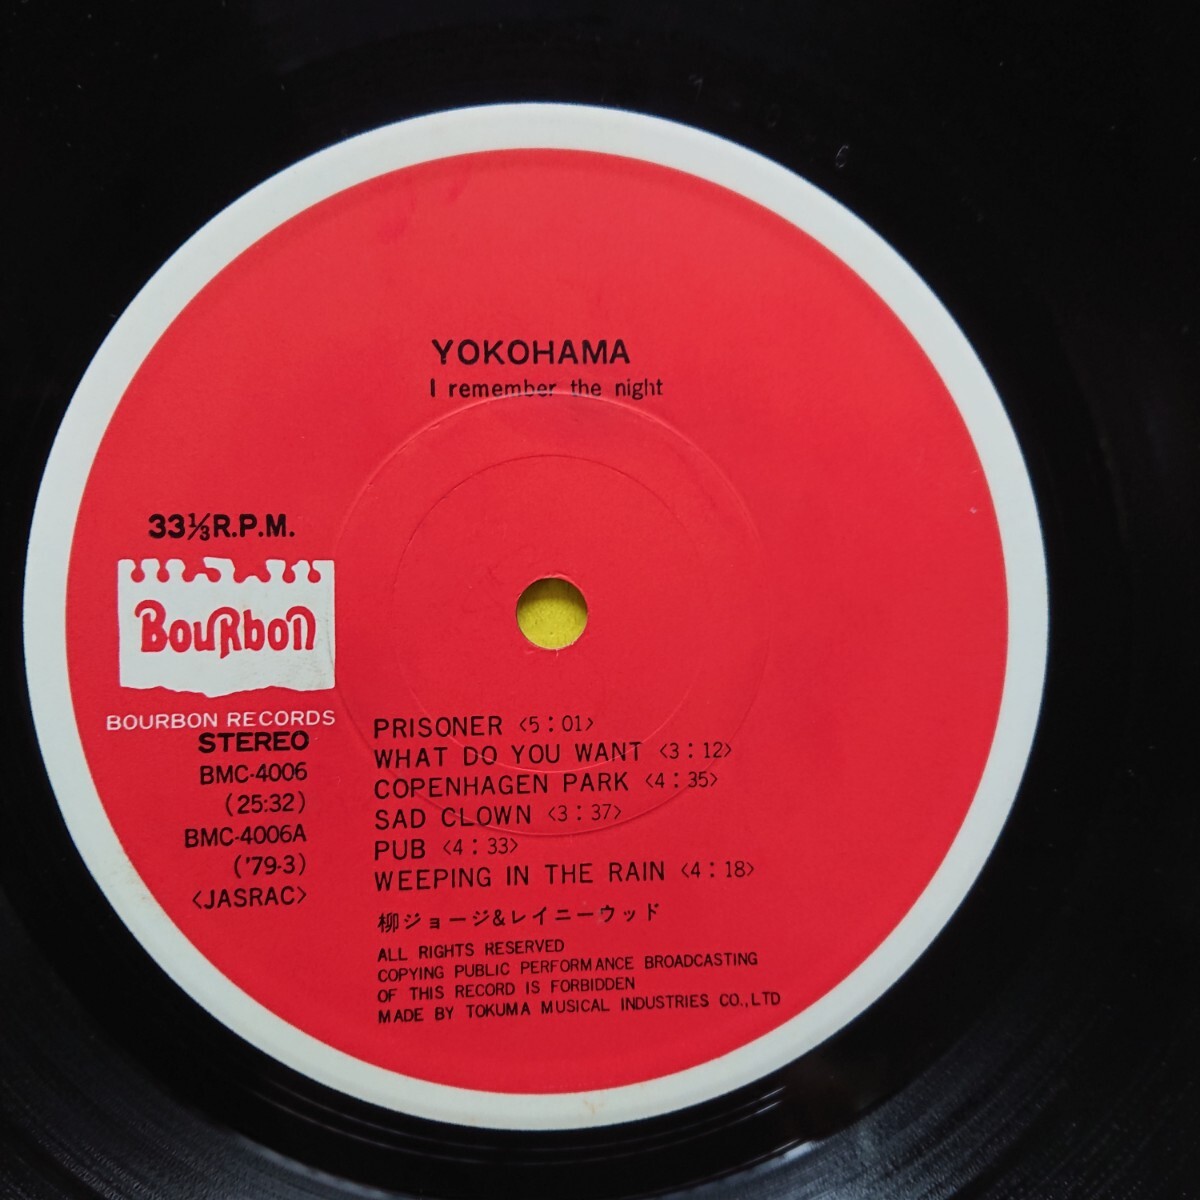 YOKOHAMA
I remember the night
33⅓R.P.M.
BouRbon
BOURBON RECORDS
STEREO
BMC-4006
(25:32)
BMC-4006A
('79-3)
<JASRAC>
PRISONER <5:01>
WHAT DO YOU WANT <3:12>
COPENHAGEN PARK <4:35>
SAD CLOWN <3:37>
PUB <4:33>
WEEPING IN THE RAIN <4:18>
柳ジョージ&レイニーウッド
ALL RIGHTS RESERVED
COPYING PUBLIC PERFORMANCE BROADCASTING
OF THIS RECORD IS FORBIDDEN
MADE BY TOKUMA MUSICAL INDUSTRIES CO.,LTD